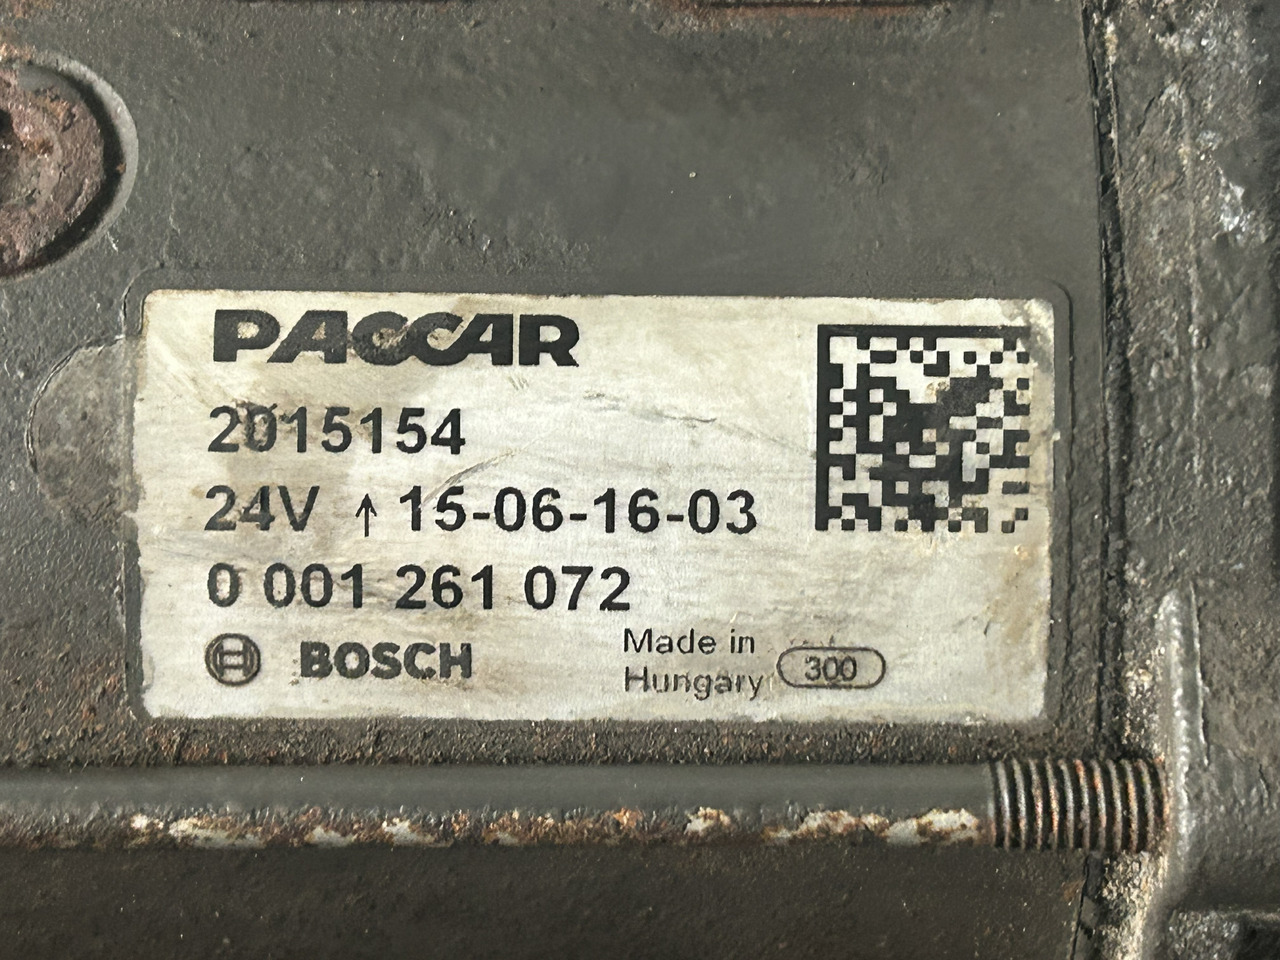 PACCAR
2015154
24V ↑ 15-06-16-03
0 001 261 072
BOSCH
Made in
Hungary
300